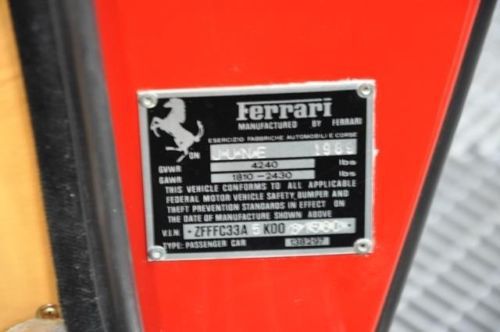 Ferrari
MANUFACTURED BY FERRARI
ESERCIZIO FABBRICHE AUTOMOBILI E CORSE
ON JUNE 1989
GVWR 4240 lbs
GAWR 1810-2430 lbs
THIS VEHICLE CONFORMS TO ALL APPLICABLE
FEDERAL MOTOR VEHICLE SAFETY, BUMPER AND
THEFT PREVENTION STANDARDS IN EFFECT ON
THE DATE OF MANUFACTURE SHOWN ABOVE
V.I.N. ZFFFC33A5K00
TYPE: PASSENGER CAR 138297